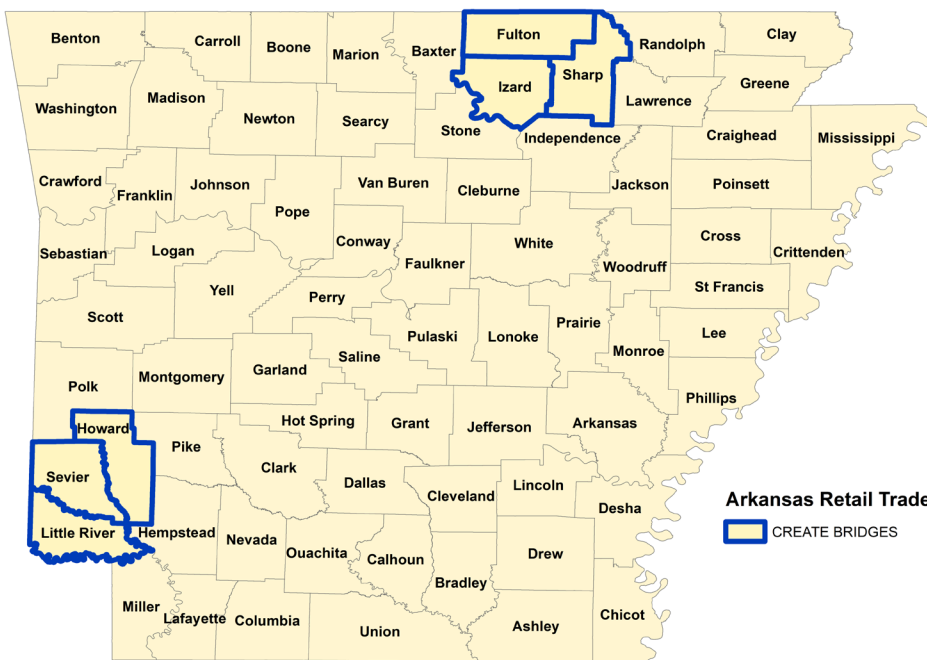 Benton
Carroll
Boone
Marion
Baxter
Fulton
Randolph
Clay
Washington
Madison
Newton
Searcy
Stone
Izard
Sharp
Lawrence
Greene
Independence
Craighead
Mississippi
Crawford
Franklin
Johnson
Pope
Van Buren
Cleburne
Jackson
Poinsett
Sebastian
Logan
Conway
Faulkner
White
Woodruff
Cross
Crittenden
Scott
Yell
Perry
Pulaski
Lonoke
Prairie
Monroe
St Francis
Lee
Polk
Montgomery
Garland
Saline
Phillips
Howard
Pike
Hot Spring
Grant
Jefferson
Arkansas
Sevier
Clark
Dallas
Cleveland
Lincoln
Desha
Little River
Hempstead
Nevada
Ouachita
Calhoun
Bradley
Drew
Miller
Lafayette
Columbia
Union
Ashley
Chicot
Arkansas Retail Trade
CREATE BRIDGES